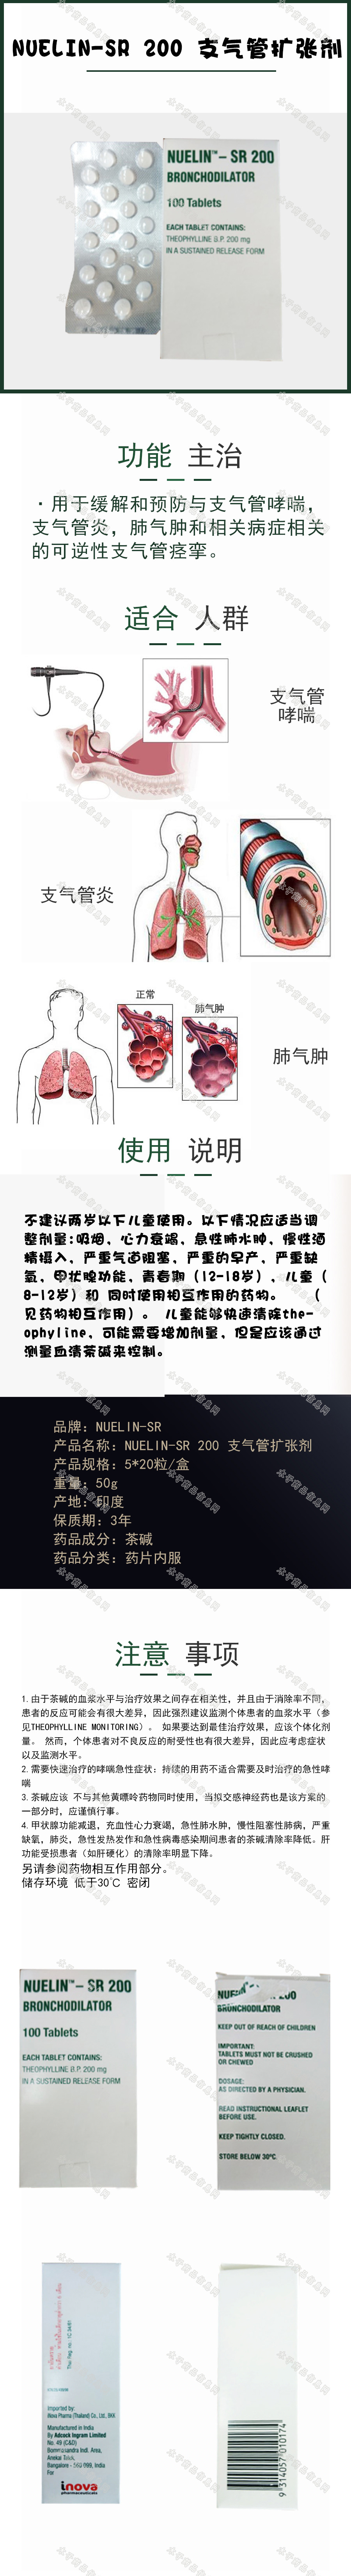 NUELIN-SR 200 支气管扩张剂
NUELIN™ – SR 200
BRONCHODILATOR
100 Tablets
EACH TABLET CONTAINS:
THEOPHYLLINE B.P. 200 mg
IN A SUSTAINED RELEASE FORM
功能 主治
·用于缓解和预防与支气管哮喘，
支气管炎，肺气肿和相关病症相关
的可逆性支气管痉挛。
适合 人群
支气管
哮喘
支气管炎
正常
肺气肿
肺气肿
使用 说明
不建议两岁以下儿童使用。以下情况应适当调
整剂量:吸烟，心力衰竭，急性肺水肿，慢性酒
精摄入，严重气道阻塞，严重的早产，严重缺
氧，甲状腺功能，青春期（12-18岁），儿童（
8-12岁）和 同时使用相互作用的药物。 （
见药物相互作用）。 儿童能够快速清除the-
ophyline，可能需要增加剂量，但是应该通过
测量血清茶碱来控制。
品牌：NUELIN-SR
产品名称：NUELIN-SR 200 支气管扩张剂
产品规格：5*20粒/盒
重量：50g
产地：印度
保质期：3年
药品成分：茶碱
药品分类：药片内服
注意 事项
1.由于茶碱的血浆水平与治疗效果之间存在相关性，并且由于消除率不同，
患者的反应可能会有很大差异，因此强烈建议监测个体患者的血浆水平（参
见THEOPHYLLINE MONITORING）。 如果要达到最佳治疗效果，应该个体化剂
量。 然而，个体患者对不良反应的耐受性也有很大差异，因此应考虑症状
以及监测水平。
2.需要快速治疗的哮喘急性症状：持续的用药不适合需要及时治疗的急性哮
喘
3.茶碱应该 不与其他黄嘌呤药物同时使用，当拟交感神经药也是该方案的
一部分时，应谨慎行事。
4.甲状腺功能减退，充血性心力衰竭，急性肺水肿，慢性阻塞性肺病，严重
缺氧，肺炎，急性发热发作和急性病毒感染期间患者的茶碱清除率降低。肝
功能受损患者（如肝硬化）的清除率明显下降。
另请参阅药物相互作用部分。
储存环境 低于30℃ 密闭
NUELIN™ – SR 200
BRONCHODILATOR
100 Tablets
EACH TABLET CONTAINS:
THEOPHYLLINE B.P. 200 mg
IN A SUSTAINED RELEASE FORM
BRONCHODILATOR
KEEP OUT OF REACH OF CHILDREN
IMPORTANT:
TABLETS MUST NOT BE CRUSHED
OR CHEWED
DOSAGE:
AS DIRECTED BY A PHYSICIAN.
READ INSTRUCTIONAL LEAFLET
BEFORE USE.
KEEP TIGHTLY CLOSED.
STORE BELOW 30ºC.
Imported by:
iNova Pharma (Thailand) Co., Ltd., BKK
Manufactured in India
By Adcock Ingram Limited
No. 49 (C&D)
Bommasandra Indl. Area,
Anekal Taluk,
Bangalore - 560 099, India
For
inova
pharmaceuticals
9 314057 010174